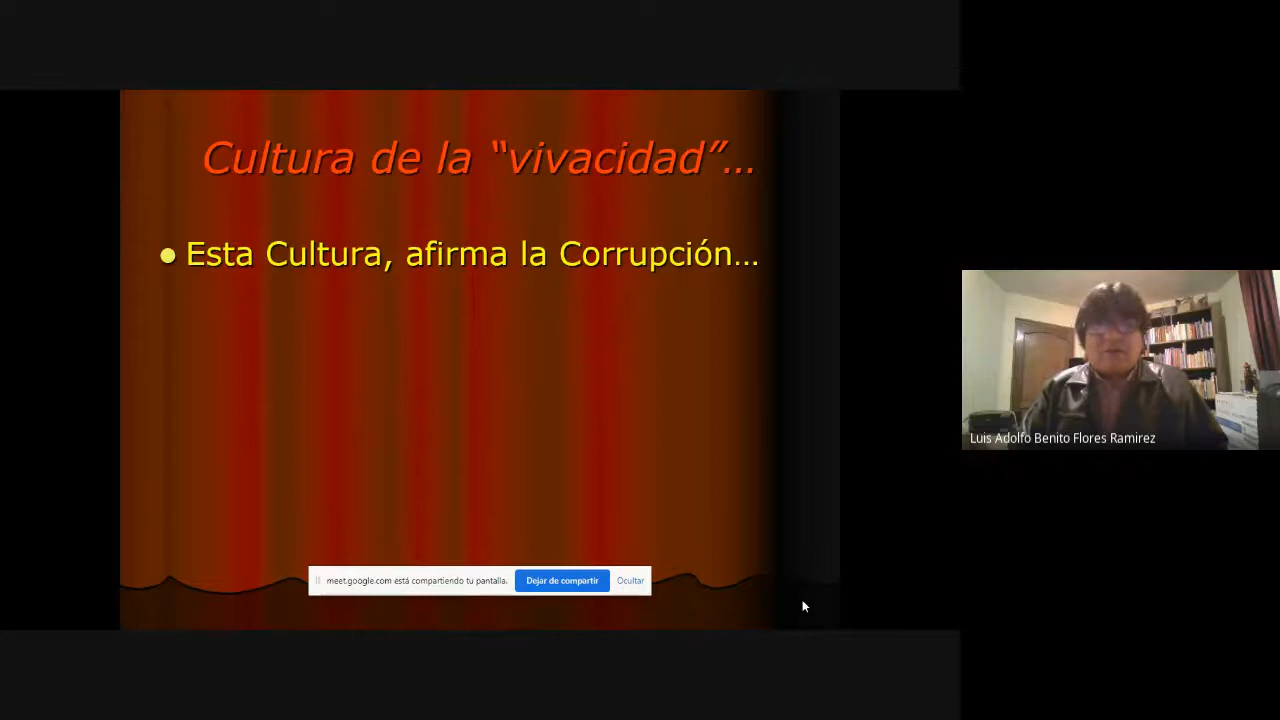 Cultura de la “vivacidad”…
Esta Cultura, afirma la Corrupción…
meet.google.com está compartiendo tu pantalla.
Dejar de compartir
Ocultar
Luis Adolfo Benito Flores Ramirez